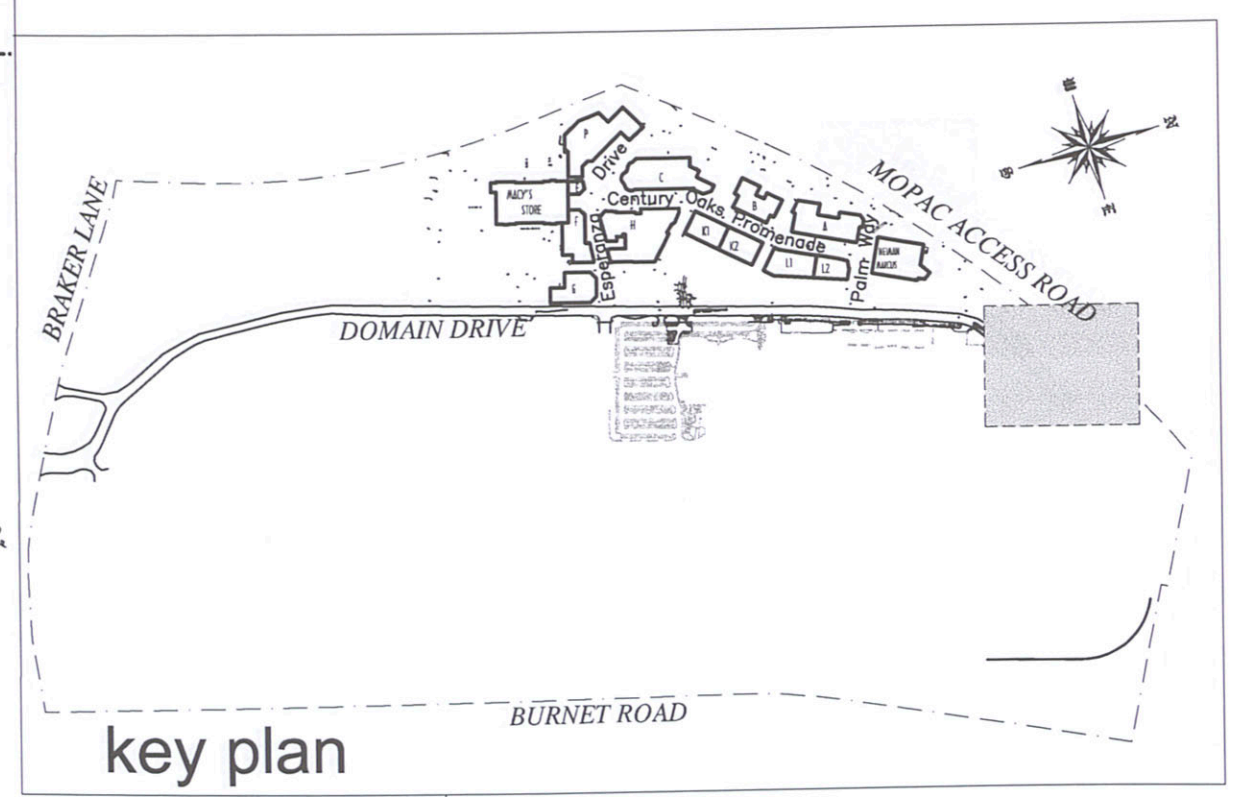 P
Drive
C
MACY'S
STORE
Century Oaks Promenade
MOPAC ACCESS ROAD
BRAKER LANE
B
A
F
H
K1
K2
Esperanza
Palm Way
NEIMAN
MARCUS
L1
L2
G
DOMAIN DRIVE
BURNET ROAD
key plan